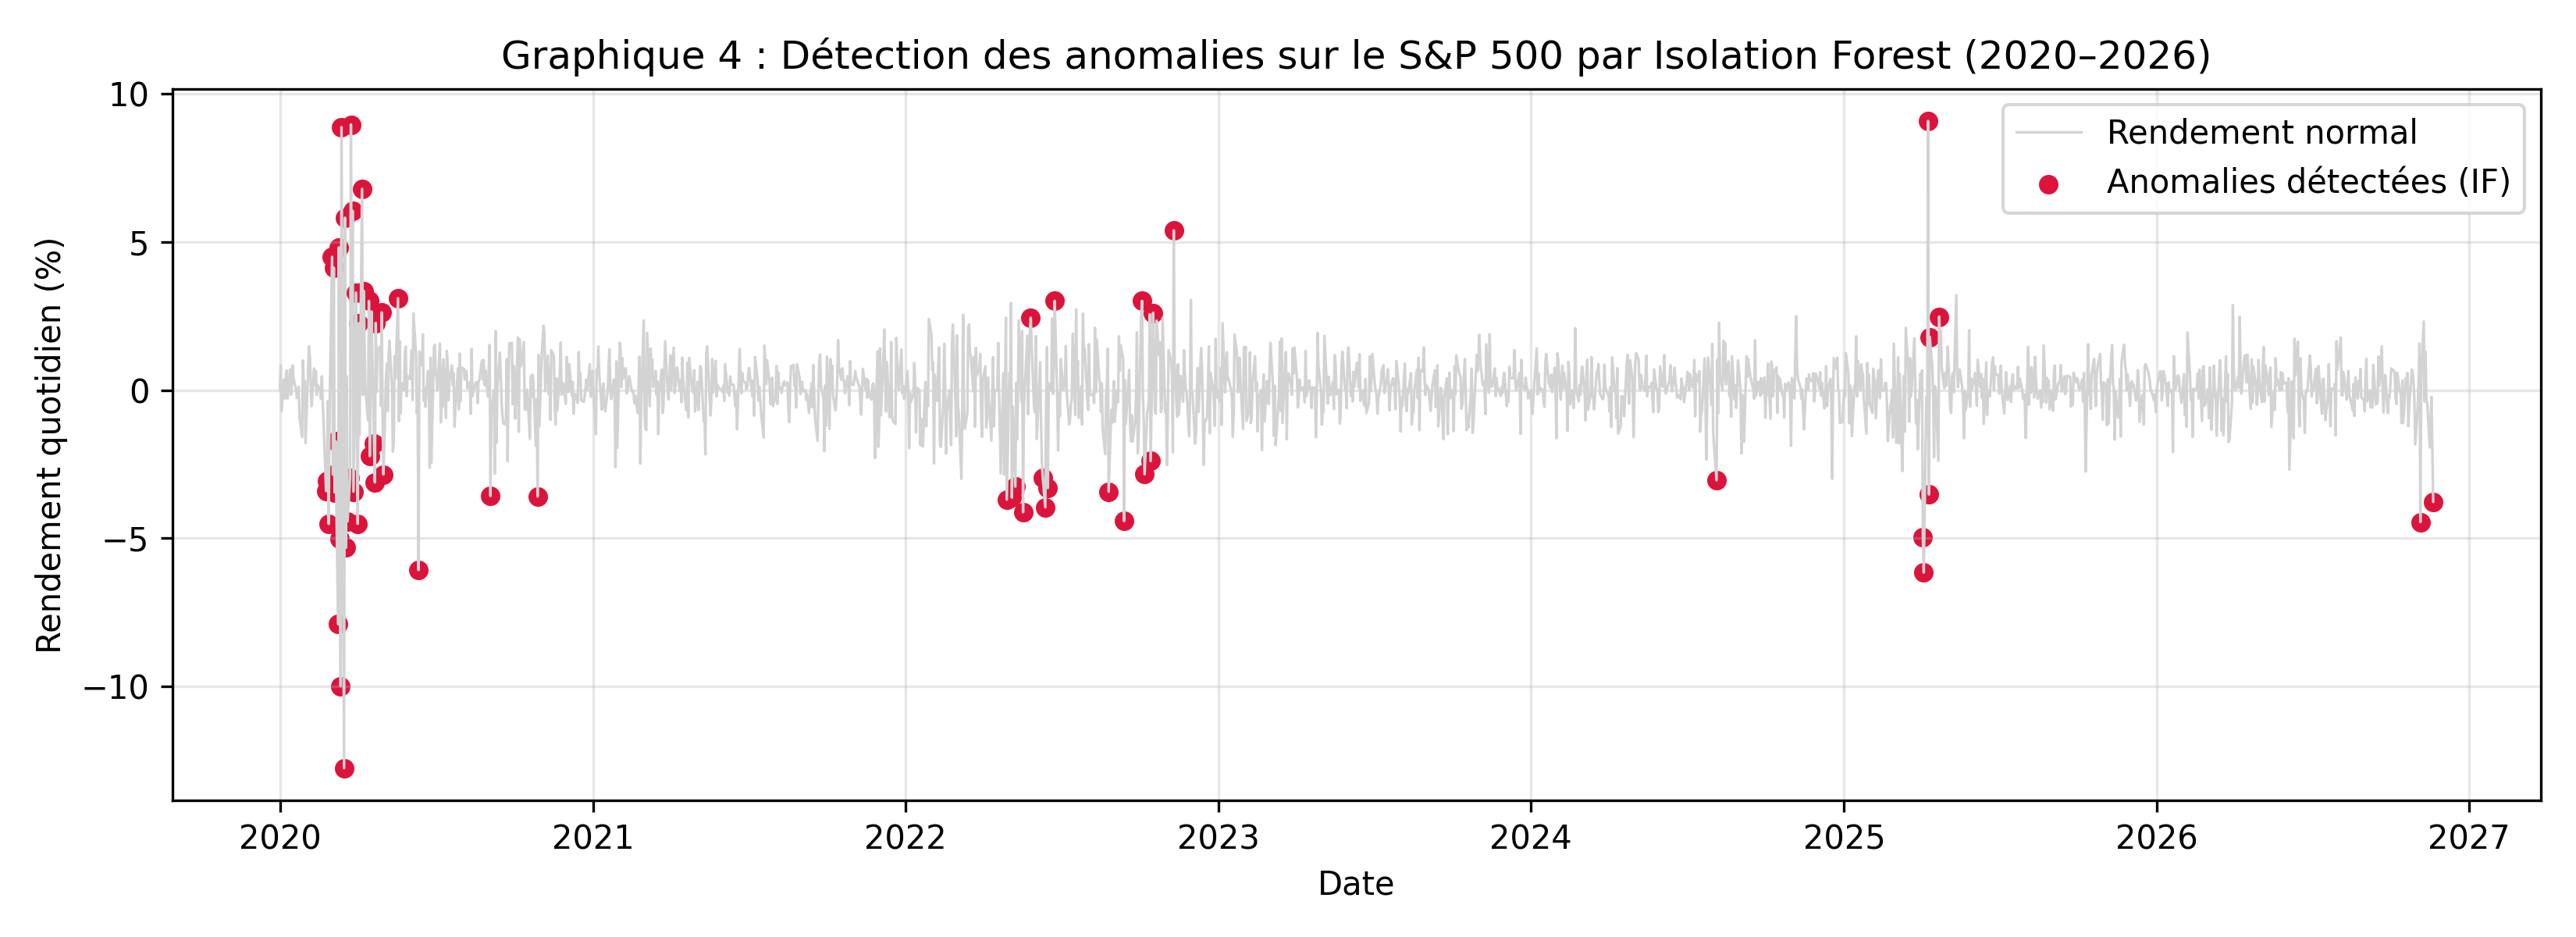 Graphique 4 : Détection des anomalies sur le S&P 500 par Isolation Forest (2020–2026)
10
5
0
−5
−10
Rendement quotidien (%)
Rendement normal
Anomalies détectées (IF)
2020 2021 2022 2023 2024 2025 2026 2027
Date